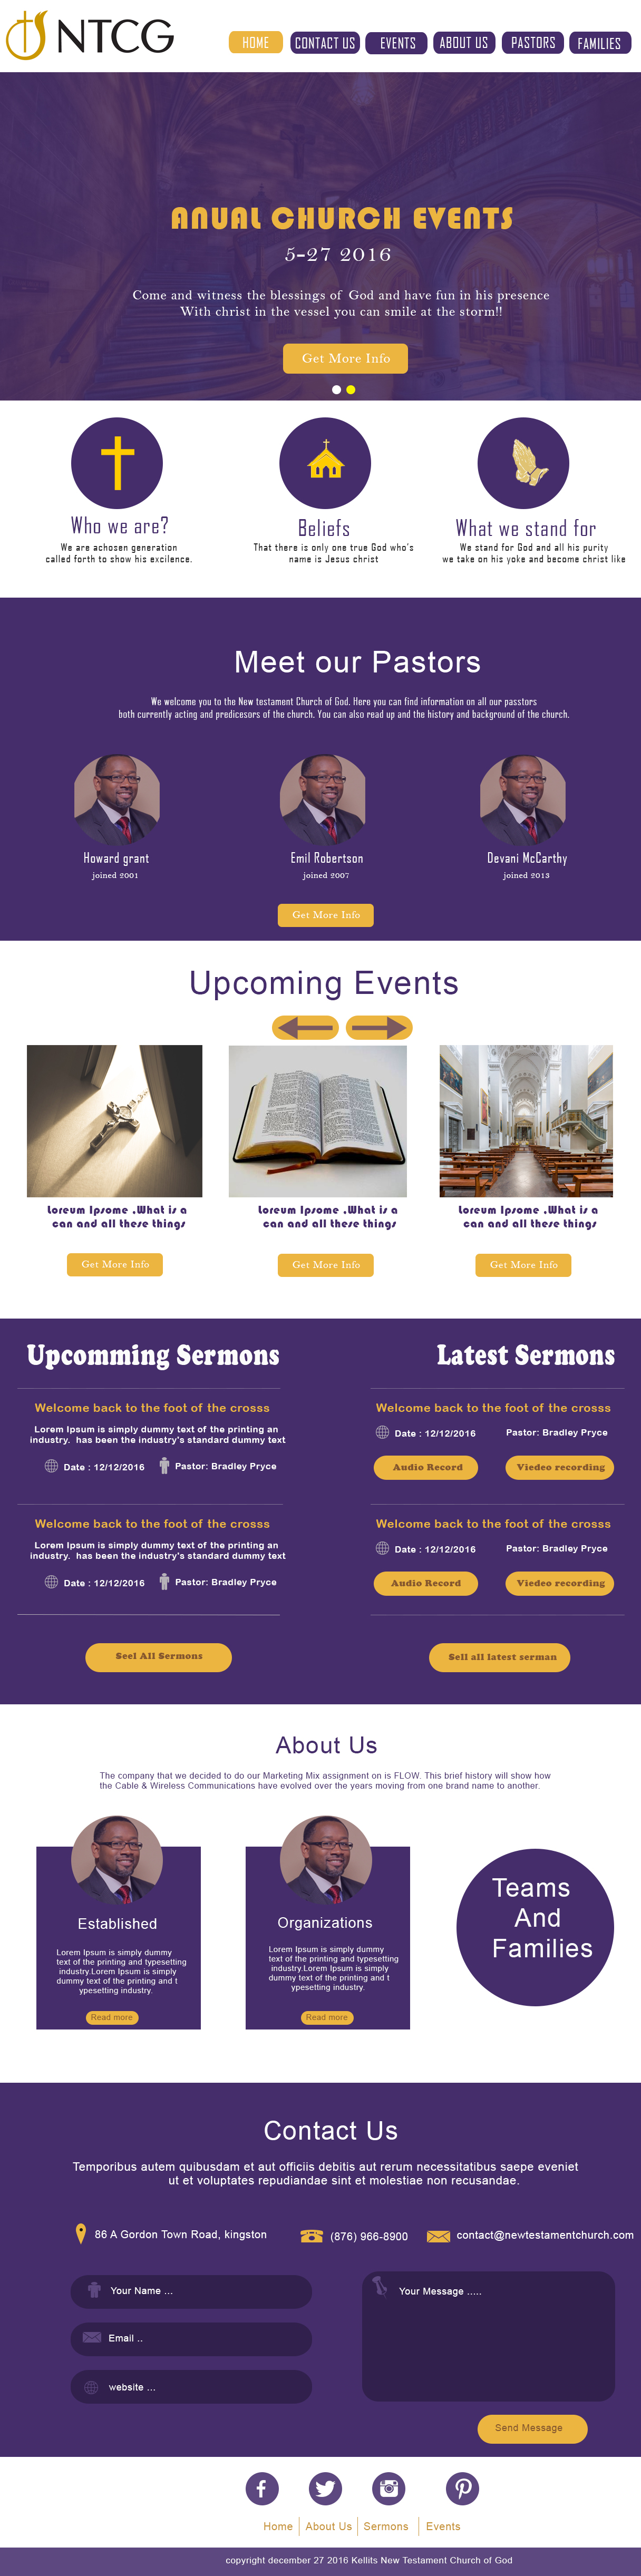 NTCG
HOME
CONTACT US
EVENTS
ABOUT US
PASTORS
FAMILIES
ANUAL CHURCH EVENTS
5-27 2016
Come and witness the blessings of God and have fun in his presence
With christ in the vessel you can smile at the storm!!
Get More Info
Who we are?
We are achosen generation
called forth to show his excilence.
Beliefs
That there is only one true God who's
name is Jesus christ
What we stand for
We stand for God and all his purity
we take on his yoke and become christ like
Meet our Pastors
We welcome you to the New testament Church of God. Here you can find information on all our passtors
both currently acting and predicesors of the church. You can also read up and the history and background of the church.
Howard grant
joined 2001
Emil Robertson
joined 2007
Devani McCarthy
joined 2013
Get More Info
Upcoming Events
Loreum Ipsome .What is a
can and all these things
Get More Info
Loreum Ipsome .What is a
can and all these things
Get More Info
Loreum Ipsome .What is a
can and all these things
Get More Info
Upcomming Sermons
Welcome back to the foot of the crosss
Lorem Ipsum is simply dummy text of the printing an
industry. has been the industry's standard dummy text
Date : 12/12/2016
Pastor: Bradley Pryce
Welcome back to the foot of the crosss
Lorem Ipsum is simply dummy text of the printing an
industry. has been the industry's standard dummy text
Date : 12/12/2016
Pastor: Bradley Pryce
Seel All Sermons
Latest Sermons
Welcome back to the foot of the crosss
Date : 12/12/2016
Pastor: Bradley Pryce
Audio Record
Viedeo recording
Welcome back to the foot of the crosss
Date : 12/12/2016
Pastor: Bradley Pryce
Audio Record
Viedeo recording
Sell all latest serman
About Us
The company that we decided to do our Marketing Mix assignment on is FLOW. This brief history will show how
the Cable & Wireless Communications have evolved over the years moving from one brand name to another.
Established
Lorem Ipsum is simply dummy
text of the printing and typesetting
industry.Lorem Ipsum is simply
dummy text of the printing and t
ypesetting industry.
Read more
Organizations
Lorem Ipsum is simply dummy
text of the printing and typesetting
industry.Lorem Ipsum is simply
dummy text of the printing and t
ypesetting industry.
Read more
Teams
And
Families
Contact Us
Temporibus autem quibusdam et aut officiis debitis aut rerum necessitatibus saepe eveniet
ut et voluptates repudiandae sint et molestiae non recusandae.
86 A Gordon Town Road, kingston
(876) 966-8900
contact@newtestamentchurch.com
Your Name ...
Email ..
website ...
Your Message .....
Send Message
Home
About Us
Sermons
Events
copyright december 27 2016 Kellits New Testament Church of God